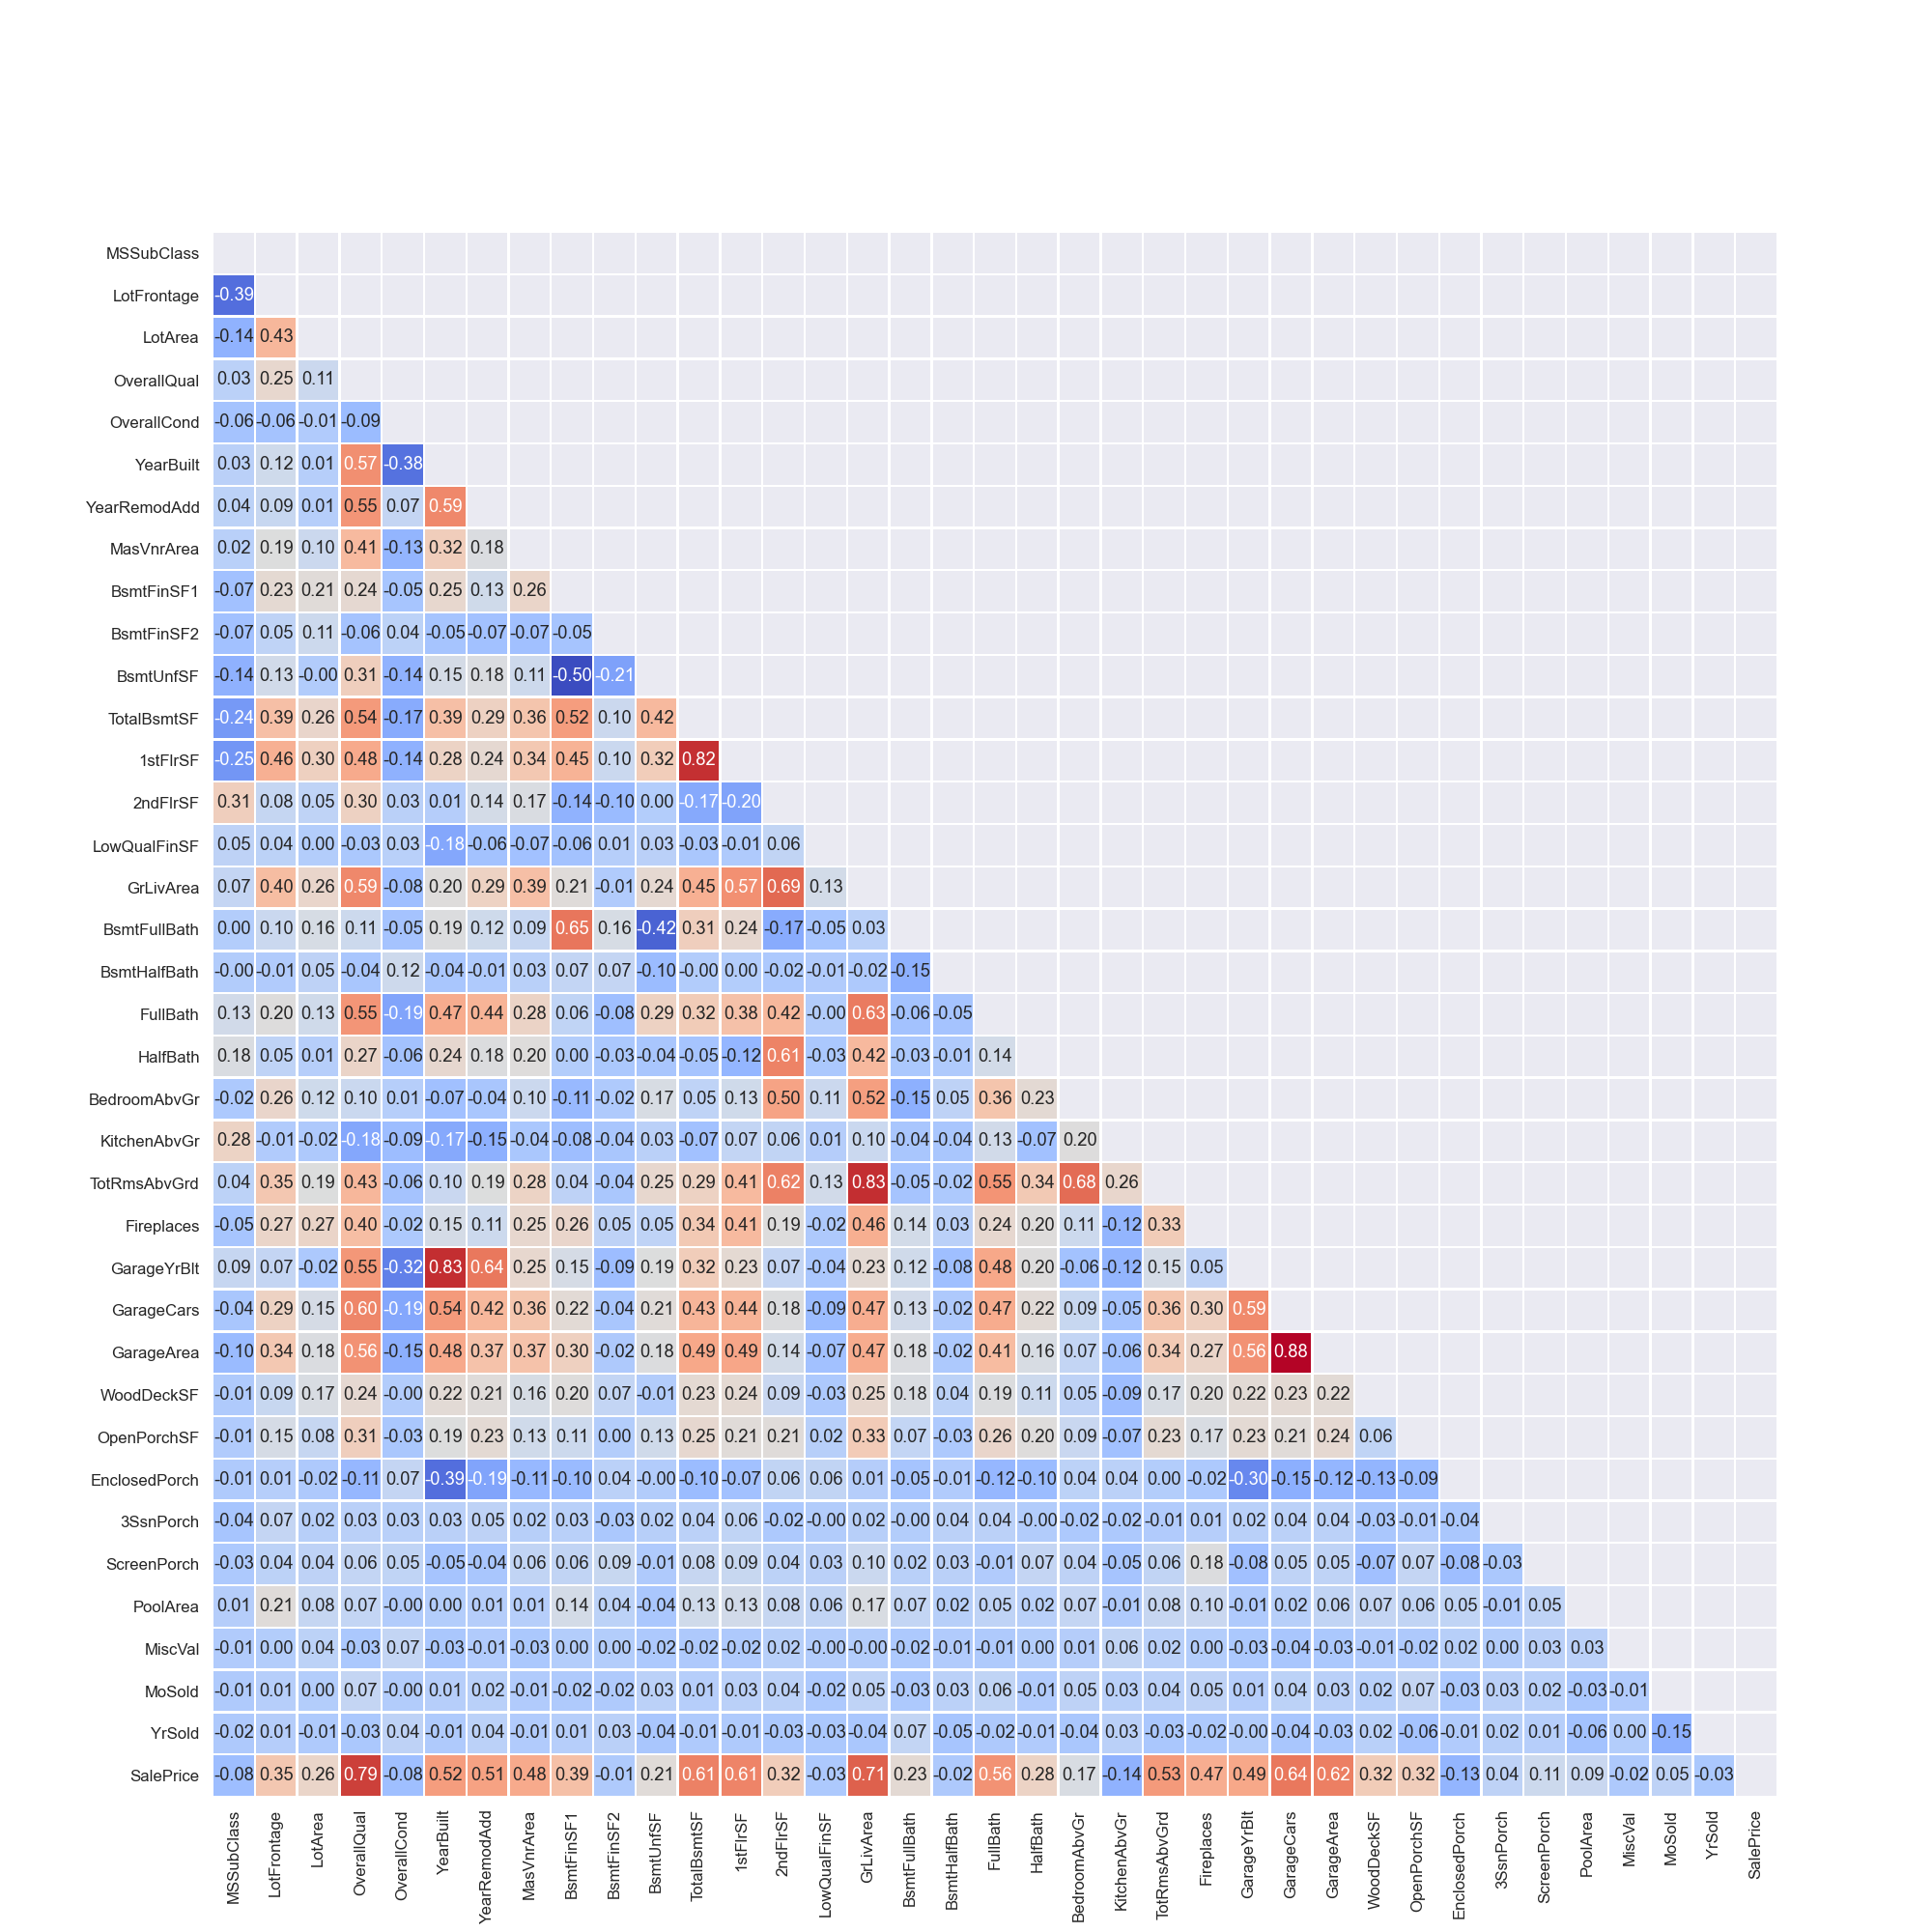 MSSubClass
LotFrontage -0.39
LotArea -0.14 0.43
OverallQual 0.03 0.25 0.11
OverallCond -0.06 -0.06 -0.01 -0.09
YearBuilt 0.03 0.12 0.01 0.57 -0.38
YearRemodAdd 0.04 0.09 0.01 0.55 0.07 0.59
MasVnrArea 0.02 0.19 0.10 0.41 -0.13 0.32 0.18
BsmtFinSF1 -0.07 0.23 0.21 0.24 -0.05 0.25 0.13 0.26
BsmtFinSF2 -0.07 0.05 0.11 -0.06 0.04 -0.05 -0.07 -0.07 -0.05
BsmtUnfSF -0.14 0.13 -0.00 0.31 -0.14 0.15 0.18 0.11 -0.50 -0.21
TotalBsmtSF -0.24 0.39 0.26 0.54 -0.17 0.39 0.29 0.36 0.52 0.10 0.42
1stFlrSF -0.25 0.46 0.30 0.48 -0.14 0.28 0.24 0.34 0.45 0.10 0.32 0.82
2ndFlrSF 0.31 0.08 0.05 0.30 0.03 0.01 0.14 0.17 -0.14 -0.10 0.00 -0.17 -0.20
LowQualFinSF 0.05 0.04 0.00 -0.03 0.03 -0.18 -0.06 -0.07 -0.06 0.01 0.03 -0.03 -0.01 0.06
GrLivArea 0.07 0.40 0.26 0.59 -0.08 0.20 0.29 0.39 0.21 -0.01 0.24 0.45 0.57 0.69 0.13
BsmtFullBath 0.00 0.10 0.16 0.11 -0.05 0.19 0.12 0.09 0.65 0.16 -0.42 0.31 0.24 -0.17 -0.05 0.03
BsmtHalfBath -0.00 -0.01 0.05 -0.04 0.12 -0.04 -0.01 0.03 0.07 0.07 -0.10 -0.00 0.00 -0.02 -0.01 -0.02 -0.15
FullBath 0.13 0.20 0.13 0.55 -0.19 0.47 0.44 0.28 0.06 -0.08 0.29 0.32 0.38 0.42 -0.00 0.63 -0.06 -0.05
HalfBath 0.18 0.05 0.01 0.27 -0.06 0.24 0.18 0.20 0.00 -0.03 -0.04 -0.05 -0.12 0.61 -0.03 0.42 -0.03 -0.01 0.14
BedroomAbvGr -0.02 0.26 0.12 0.10 0.01 -0.07 -0.04 0.10 -0.11 -0.02 0.17 0.05 0.13 0.50 0.11 0.52 -0.15 0.05 0.36 0.23
KitchenAbvGr 0.28 -0.01 -0.02 -0.18 -0.09 -0.17 -0.15 -0.04 -0.08 -0.04 0.03 -0.07 0.07 0.06 0.01 0.10 -0.04 -0.04 0.13 -0.07 0.20
TotRmsAbvGrd 0.04 0.35 0.19 0.43 -0.06 0.10 0.19 0.28 0.04 -0.04 0.25 0.29 0.41 0.62 0.13 0.83 -0.05 -0.02 0.55 0.34 0.68 0.26
Fireplaces -0.05 0.27 0.27 0.40 -0.02 0.15 0.11 0.25 0.26 0.05 0.05 0.34 0.41 0.19 -0.02 0.46 0.14 0.03 0.24 0.20 0.11 -0.12 0.33
GarageYrBlt 0.09 0.07 -0.02 0.55 -0.32 0.83 0.64 0.25 0.15 -0.09 0.19 0.32 0.23 0.07 -0.04 0.23 0.12 -0.08 0.48 0.20 -0.06 -0.12 0.15 0.05
GarageCars -0.04 0.29 0.15 0.60 -0.19 0.54 0.42 0.36 0.22 -0.04 0.21 0.43 0.44 0.18 -0.09 0.47 0.13 -0.02 0.47 0.22 0.09 -0.05 0.36 0.30 0.59
GarageArea -0.10 0.34 0.18 0.56 -0.15 0.48 0.37 0.37 0.30 -0.02 0.18 0.49 0.49 0.14 -0.07 0.47 0.18 -0.02 0.41 0.16 0.07 -0.06 0.34 0.27 0.56 0.88
WoodDeckSF -0.01 0.09 0.17 0.24 -0.00 0.22 0.21 0.16 0.20 0.07 -0.01 0.23 0.24 0.09 -0.03 0.25 0.18 0.04 0.19 0.11 0.05 -0.09 0.17 0.20 0.22 0.23 0.22
OpenPorchSF -0.01 0.15 0.08 0.31 -0.03 0.19 0.23 0.13 0.11 0.00 0.13 0.25 0.21 0.21 0.02 0.33 0.07 -0.03 0.26 0.20 0.09 -0.07 0.23 0.17 0.23 0.21 0.24 0.06
EnclosedPorch -0.01 0.01 -0.02 -0.11 0.07 -0.39 -0.19 -0.11 -0.10 0.04 -0.00 -0.10 -0.07 0.06 0.06 0.01 -0.05 -0.01 -0.12 -0.10 0.04 0.04 0.00 -0.02 -0.30 -0.15 -0.12 -0.13 -0.09
3SsnPorch -0.04 0.07 0.02 0.03 0.03 0.03 0.05 0.02 0.03 -0.03 0.02 0.04 0.06 -0.02 -0.00 0.02 -0.00 0.04 0.04 -0.00 -0.02 -0.02 -0.01 0.01 0.02 0.04 0.04 -0.03 -0.01 -0.04
ScreenPorch -0.03 0.04 0.04 0.06 0.05 -0.05 -0.04 0.06 0.06 0.09 -0.01 0.08 0.09 0.04 0.03 0.10 0.02 0.03 -0.01 0.07 0.04 -0.05 0.06 0.18 -0.08 0.05 0.05 -0.07 0.07 -0.08 -0.03
PoolArea 0.01 0.21 0.08 0.07 -0.00 0.00 0.01 0.01 0.14 0.04 -0.04 0.13 0.13 0.08 0.06 0.17 0.07 0.02 0.05 0.02 0.07 -0.01 0.08 0.10 -0.01 0.02 0.06 0.07 0.06 0.05 -0.01 0.05
MiscVal -0.01 0.00 0.04 -0.03 0.07 -0.03 -0.01 -0.03 0.00 0.00 -0.02 -0.02 -0.02 0.02 -0.00 -0.00 -0.02 -0.01 -0.01 0.00 0.01 0.06 0.02 0.00 -0.03 -0.04 -0.03 -0.01 -0.02 0.02 0.00 0.03 0.03
MoSold -0.01 0.01 0.00 0.07 -0.00 0.01 0.02 -0.01 -0.02 -0.02 0.03 0.01 0.03 0.04 -0.02 0.05 -0.03 0.03 0.06 -0.01 0.05 0.03 0.04 0.05 0.01 0.04 0.03 0.02 0.07 -0.03 0.03 0.02 -0.03 -0.01
YrSold -0.02 0.01 -0.01 -0.03 0.04 -0.01 0.04 -0.01 0.01 0.03 -0.04 -0.01 -0.01 -0.03 -0.03 -0.04 0.07 -0.05 -0.02 -0.01 -0.04 0.03 -0.03 -0.02 -0.00 -0.04 -0.03 0.02 -0.06 -0.01 0.02 0.01 -0.06 0.00 -0.15
SalePrice -0.08 0.35 0.26 0.79 -0.08 0.52 0.51 0.48 0.39 -0.01 0.21 0.61 0.61 0.32 -0.03 0.71 0.23 -0.02 0.56 0.28 0.17 -0.14 0.53 0.47 0.49 0.64 0.62 0.32 0.32 -0.13 0.04 0.11 0.09 -0.02 0.05 -0.03
MSSubClass LotFrontage LotArea OverallQual OverallCond YearBuilt YearRemodAdd MasVnrArea BsmtFinSF1 BsmtFinSF2 BsmtUnfSF TotalBsmtSF 1stFlrSF 2ndFlrSF LowQualFinSF GrLivArea BsmtFullBath BsmtHalfBath FullBath HalfBath BedroomAbvGr KitchenAbvGr TotRmsAbvGrd Fireplaces GarageYrBlt GarageCars GarageArea WoodDeckSF OpenPorchSF EnclosedPorch 3SsnPorch ScreenPorch PoolArea MiscVal MoSold YrSold SalePrice